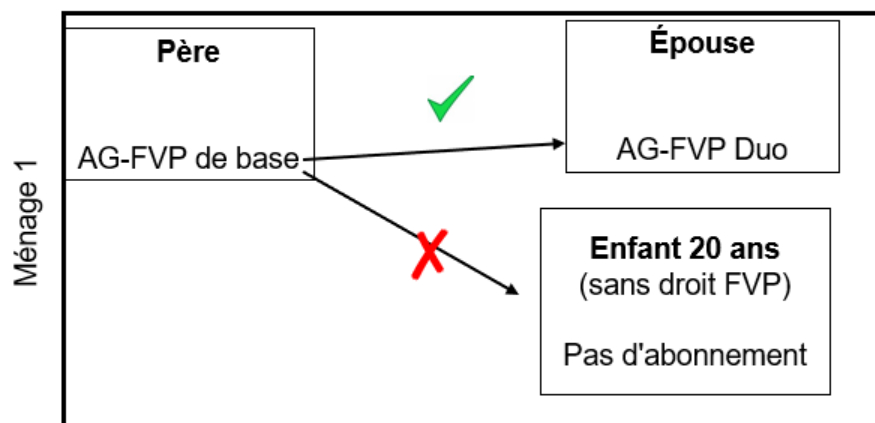 Ménage 1
Père
AG-FVP de base
Épouse
AG-FVP Duo
Enfant 20 ans
(sans droit FVP)
Pas d'abonnement